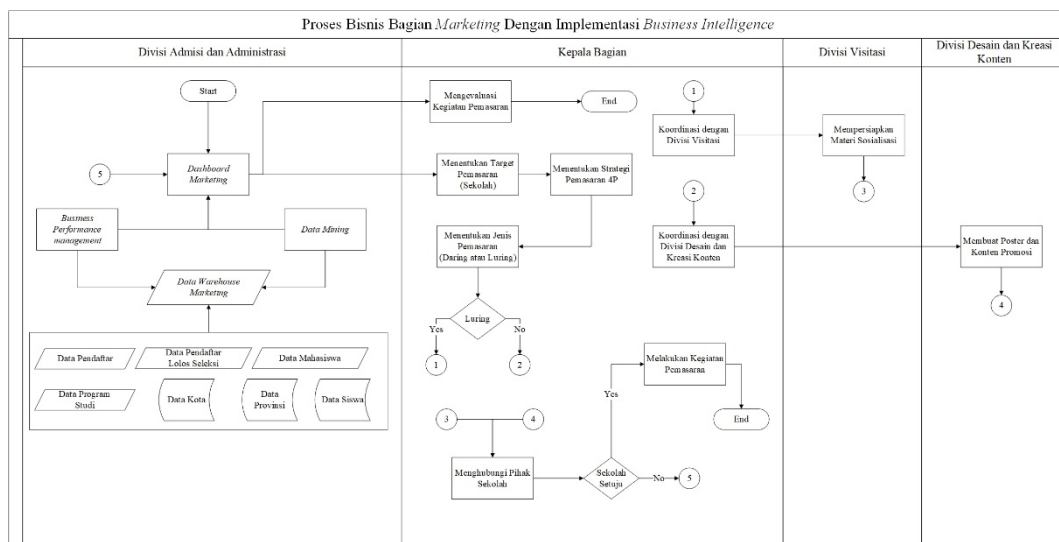 Proses Bisnis Bagian Marketing Dengan Implementasi Business Intelligence
Divisi Admisi dan Administrasi
Kepala Bagian
Divisi Visitasi
Divisi Desain dan Kreasi
Konten
Start
5
Dashboard
Marketing
Business
Performance
management
Data Mining
Data Warehouse
Marketing
Data Pendaftar
Data Pendaftar
Lolos Seleksi
Data Mahasiswa
Data Program
Studi
Data Kota
Data
Provinsi
Data Siswa
Mengevaluasi
Kegiatan Pemasaran
End
Menentukan Target
Pemasaran
(Sekolah)
Menentukan Strategi
Pemasaran 4P
Menentukan Jenis
Pemasaran
(Daring atau Luring)
Luring
Yes
No
1
2
1
Koordinasi dengan
Divisi Visitasi
2
Koordinasi dengan
Divisi Desain dan
Kreasi Konten
3
4
Menghubungi Pihak
Sekolah
Sekolah
Setuju
Yes
No
5
Melakukan Kegiatan
Pemasaran
End
Mempersiapkan
Materi Sosialisasi
3
Membuat Poster dan
Konten Promosi
4